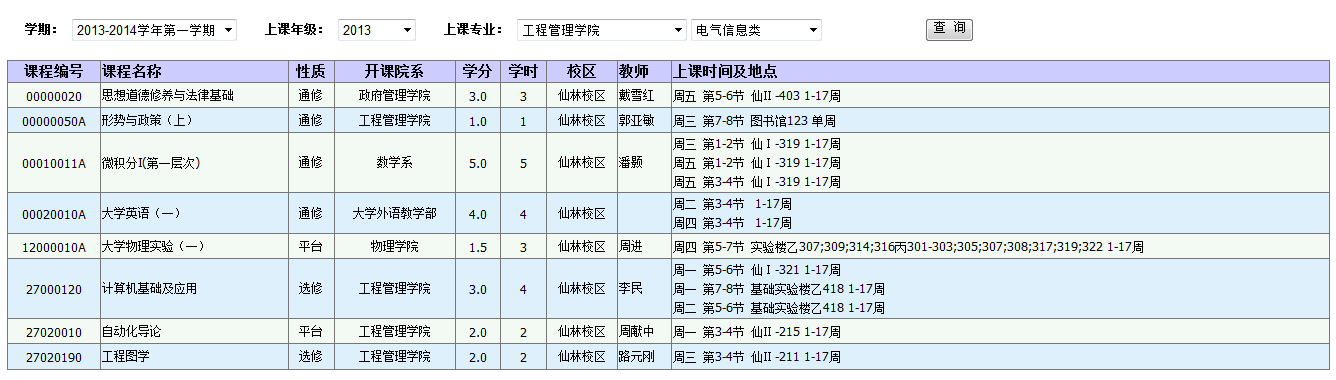 学期： 2013-2014学年第一学期 上课年级： 2013 上课专业： 工程管理学院 电气信息类 查 询
课程编号 课程名称 性质 开课院系 学分 学时 校区 教师 上课时间及地点
00000020 思想道德修养与法律基础 通修 政府管理学院 3.0 3 仙林校区 戴雪红 周五 第5-6节 仙II -403 1-17周
00000050A 形势与政策（上） 通修 工程管理学院 1.0 1 仙林校区 郭亚敏 周三 第7-8节 图书馆123 单周
00010011A 微积分I(第一层次) 通修 数学系 5.0 5 仙林校区 潘颢 周三 第1-2节 仙Ⅰ-319 1-17周
周五 第1-2节 仙Ⅰ-319 1-17周
周五 第3-4节 仙Ⅰ-319 1-17周
00020010A 大学英语（一） 通修 大学外语教学部 4.0 4 仙林校区 周二 第3-4节 1-17周
周四 第3-4节 1-17周
12000010A 大学物理实验（一） 平台 物理学院 1.5 3 仙林校区 周进 周四 第5-7节 实验楼乙307;309;314;316丙301-303;305;307;308;317;319;322 1-17周
27000120 计算机基础及应用 选修 工程管理学院 3.0 4 仙林校区 李民 周一 第5-6节 仙Ⅰ-321 1-17周
周一 第7-8节 基础实验楼乙418 1-17周
周二 第5-6节 基础实验楼乙418 1-17周
27020010 自动化导论 平台 工程管理学院 2.0 2 仙林校区 周献中 周一 第3-4节 仙II -215 1-17周
27020190 工程图学 选修 工程管理学院 2.0 2 仙林校区 路元刚 周三 第3-4节 仙II -211 1-17周